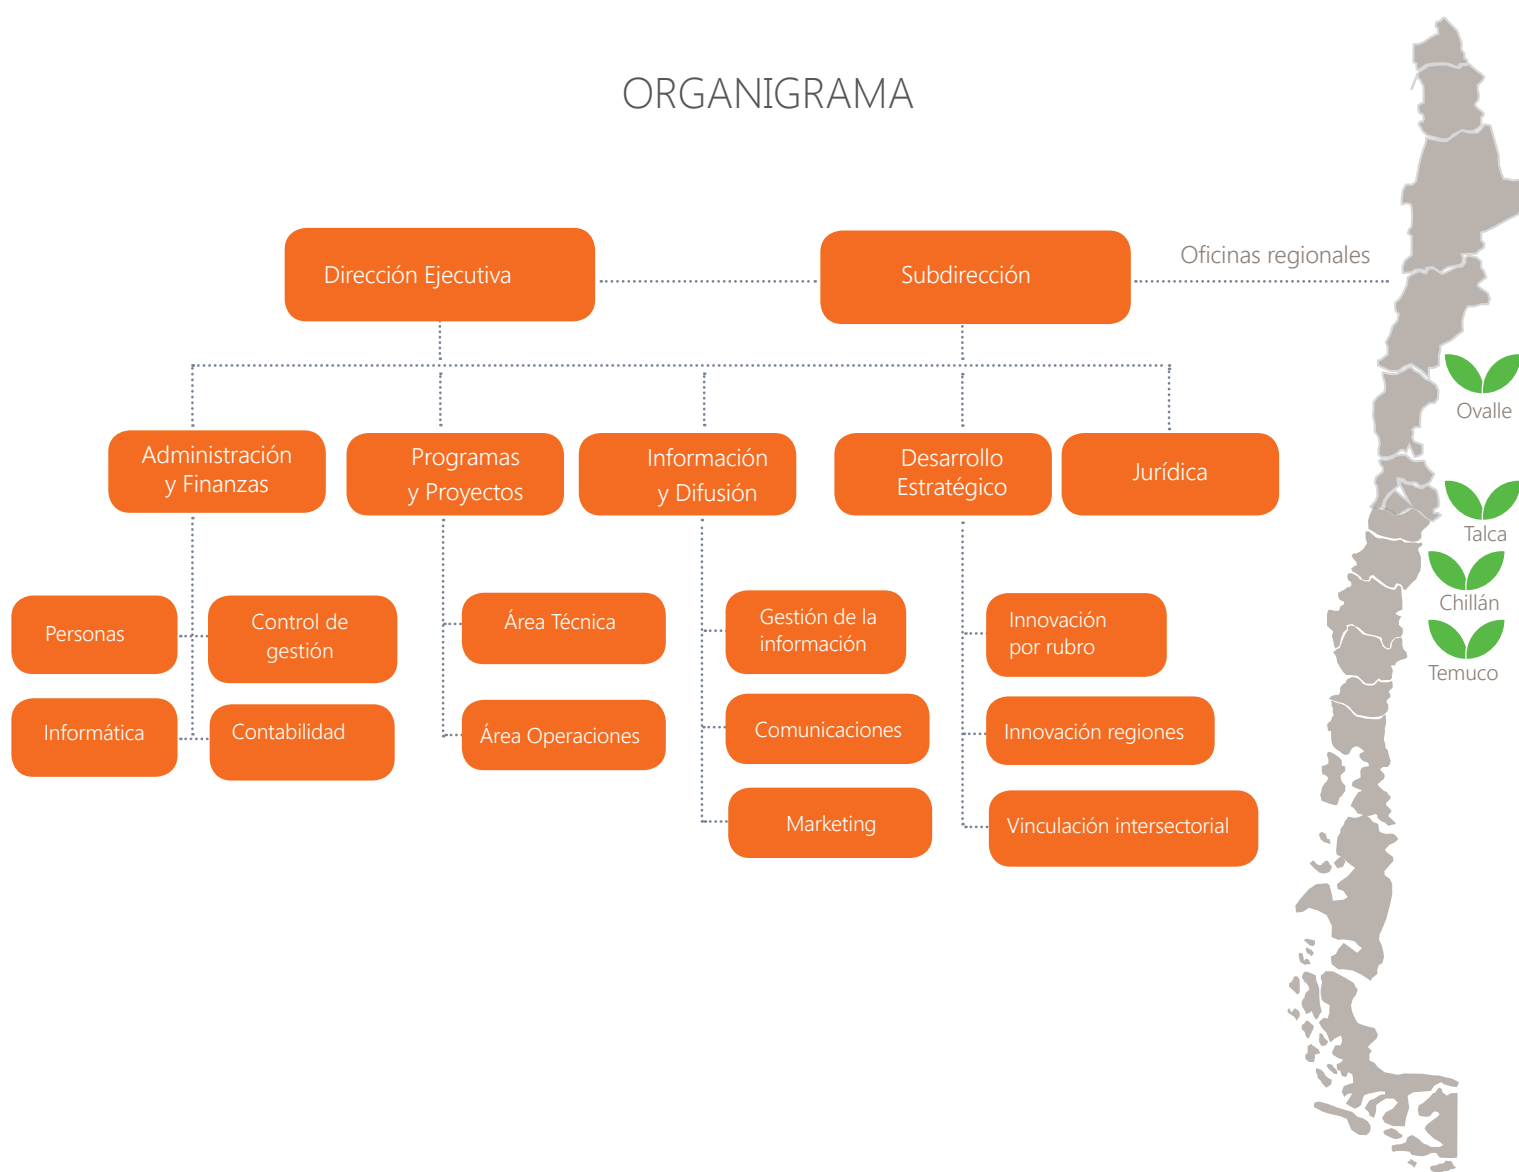 ORGANIGRAMA
Dirección Ejecutiva
Subdirección
Oficinas regionales
Administración
y Finanzas
Programas
y Proyectos
Información
y Difusión
Desarrollo
Estratégico
Jurídica
Personas
Control de
gestión
Informática
Contabilidad
Área Técnica
Área Operaciones
Gestión de la
información
Comunicaciones
Marketing
Innovación
por rubro
Innovación regiones
Vinculación intersectorial
Ovalle
Talca
Chillán
Temuco